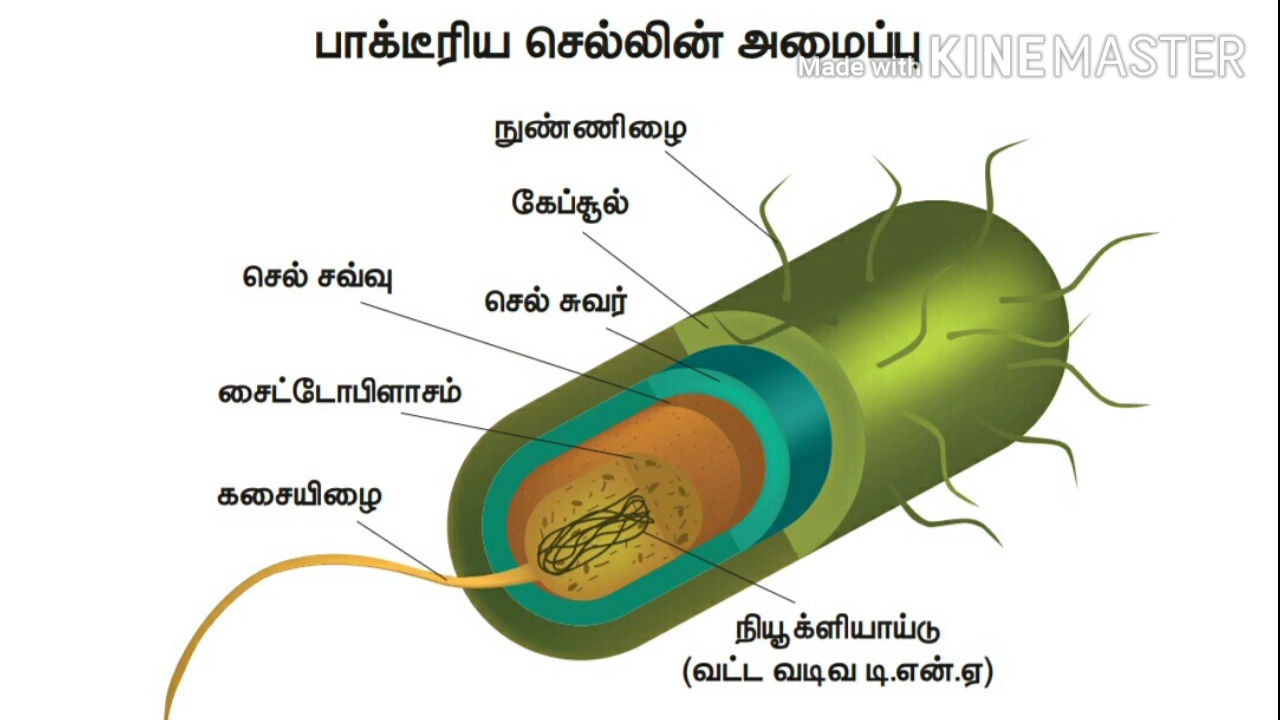 பாக்டீரிய செல்லின் அமைப்பு
Made with KINEMASTER
நுண்ணிழை
கேப்சூல்
செல் சவ்வு
செல் சுவர்
சைட்டோபிளாசம்
கசையிழை
நியூக்ளியாய்டு
(வட்ட வடிவ டி.என்.ஏ)